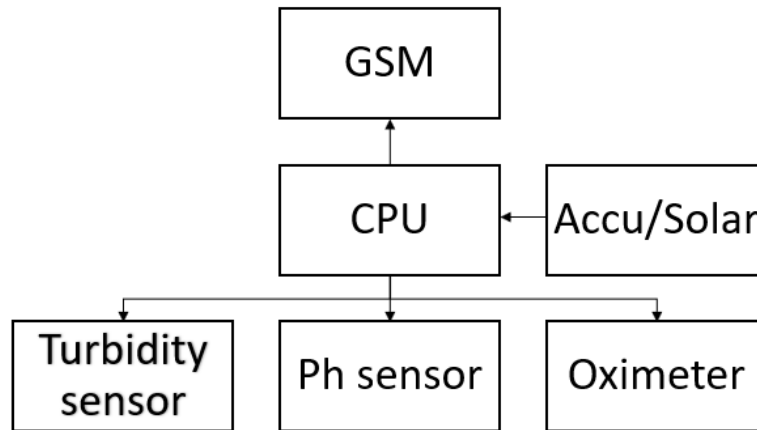 GSM
CPU
Accu/Solar
Turbidity
sensor
Ph sensor
Oximeter